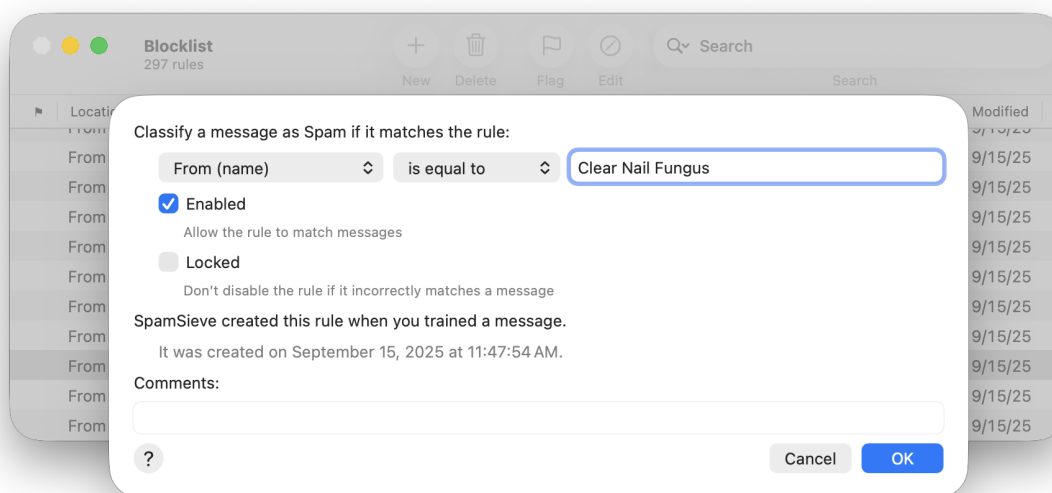 Blocklist
297 rules
New Delete Flag Edit
Search
Search
Modified
Classify a message as Spam if it matches the rule:
From (name) is equal to Clear Nail Fungus
Enabled
Allow the rule to match messages
Locked
Don't disable the rule if it incorrectly matches a message
SpamSieve created this rule when you trained a message.
It was created on September 15, 2025 at 11:47:54 AM.
Comments:
? Cancel OK
From 9/15/25
From 9/15/25
From 9/15/25
From 9/15/25
From 9/15/25
From 9/15/25
From 9/15/25
From 9/15/25
From 9/15/25
From 9/15/25